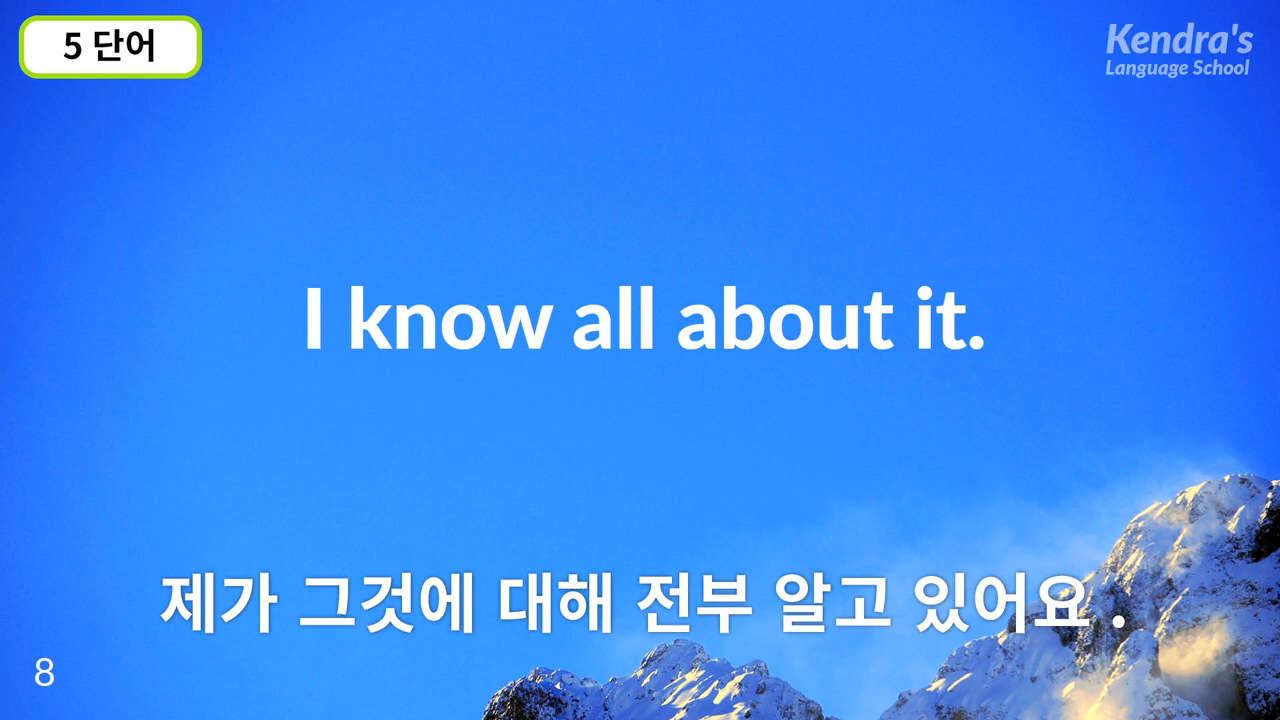 5 단어
Kendra's
Language School
I know all about it.
제가 그것에 대해 전부 알고 있어요 .
8